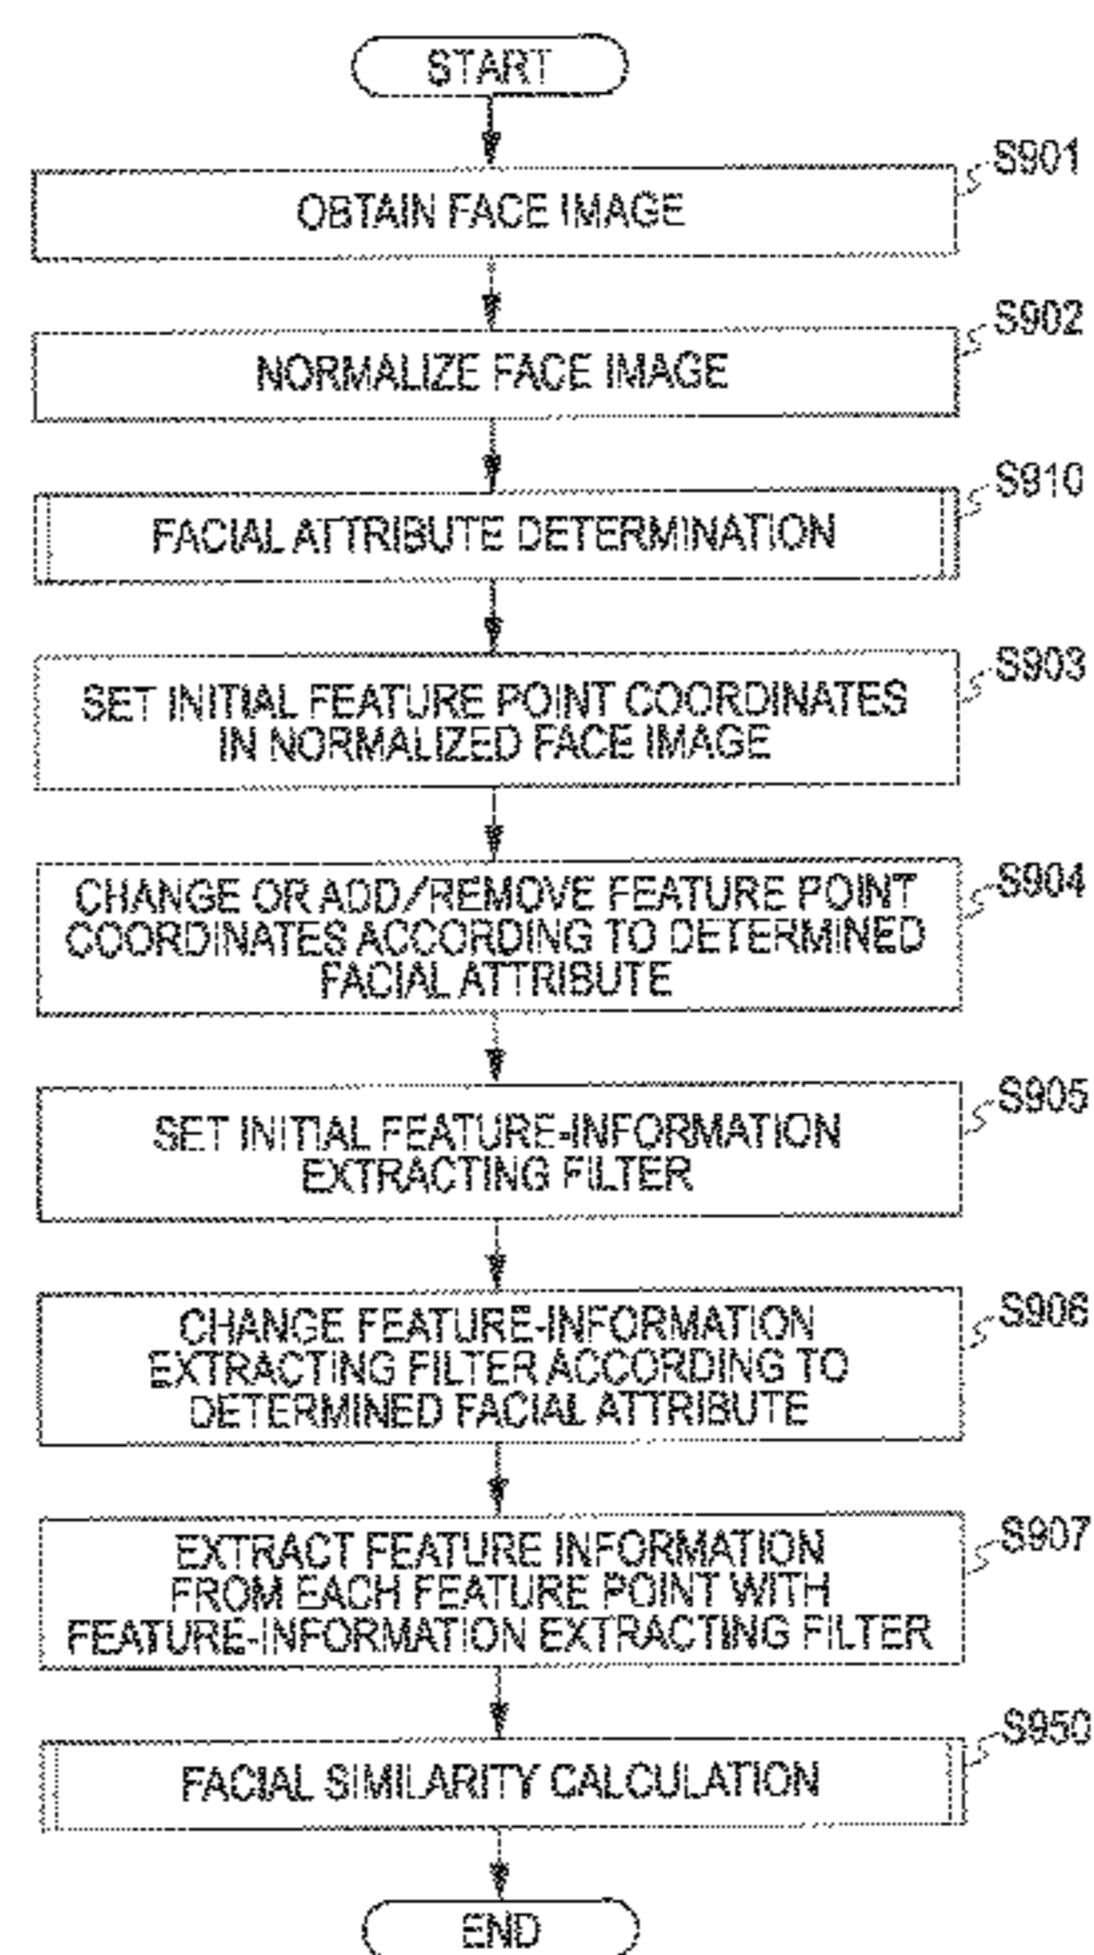 START
S901
OBTAIN FACE IMAGE
S902
NORMALIZE FACE IMAGE
S910
FACIAL ATTRIBUTE DETERMINATION
S903
SET INITIAL FEATURE POINT COORDINATES
IN NORMALIZED FACE IMAGE
S904
CHANGE OR ADD/REMOVE FEATURE POINT
COORDINATES ACCORDING TO DETERMINED
FACIAL ATTRIBUTE
S905
SET INITIAL FEATURE-INFORMATION
EXTRACTING FILTER
S906
CHANGE FEATURE-INFORMATION
EXTRACTING FILTER ACCORDING TO
DETERMINED FACIAL ATTRIBUTE
S907
EXTRACT FEATURE INFORMATION
FROM EACH FEATURE POINT WITH
FEATURE-INFORMATION EXTRACTING FILTER
S950
FACIAL SIMILARITY CALCULATION
END